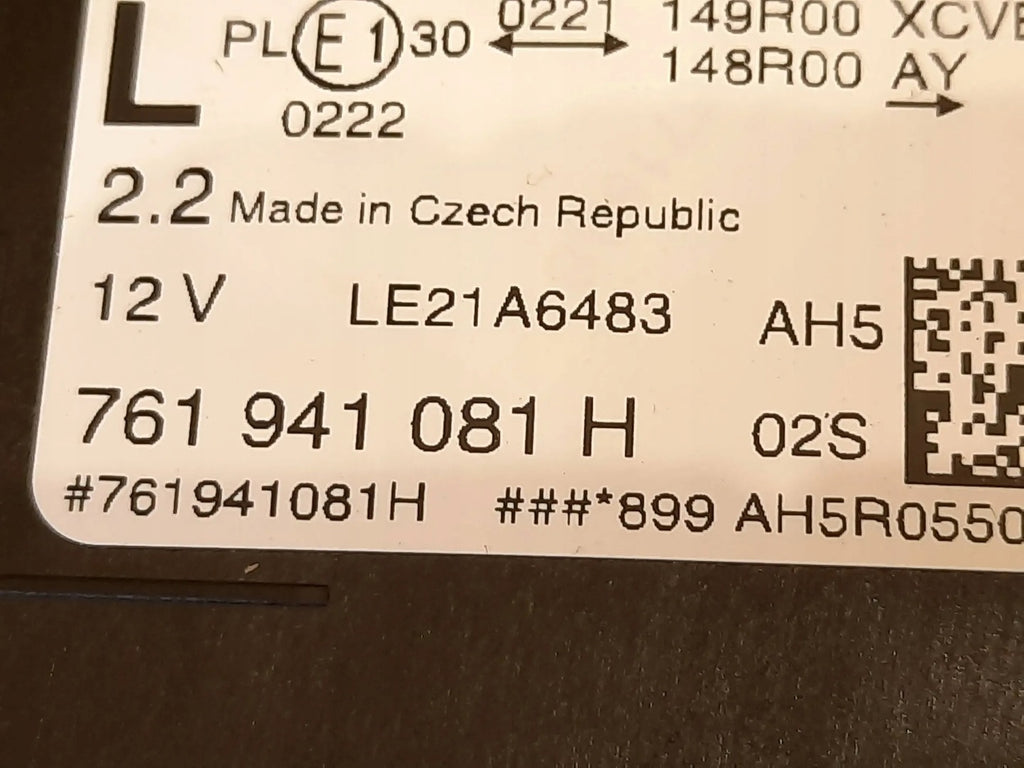 L PL E1 30 0221 149R00 XCVE
0222 148R00 AY
2.2 Made in Czech Republic
12 V LE21A6483 AH5
761 941 081 H 02S
#761941081H ###*899 AH5R0550